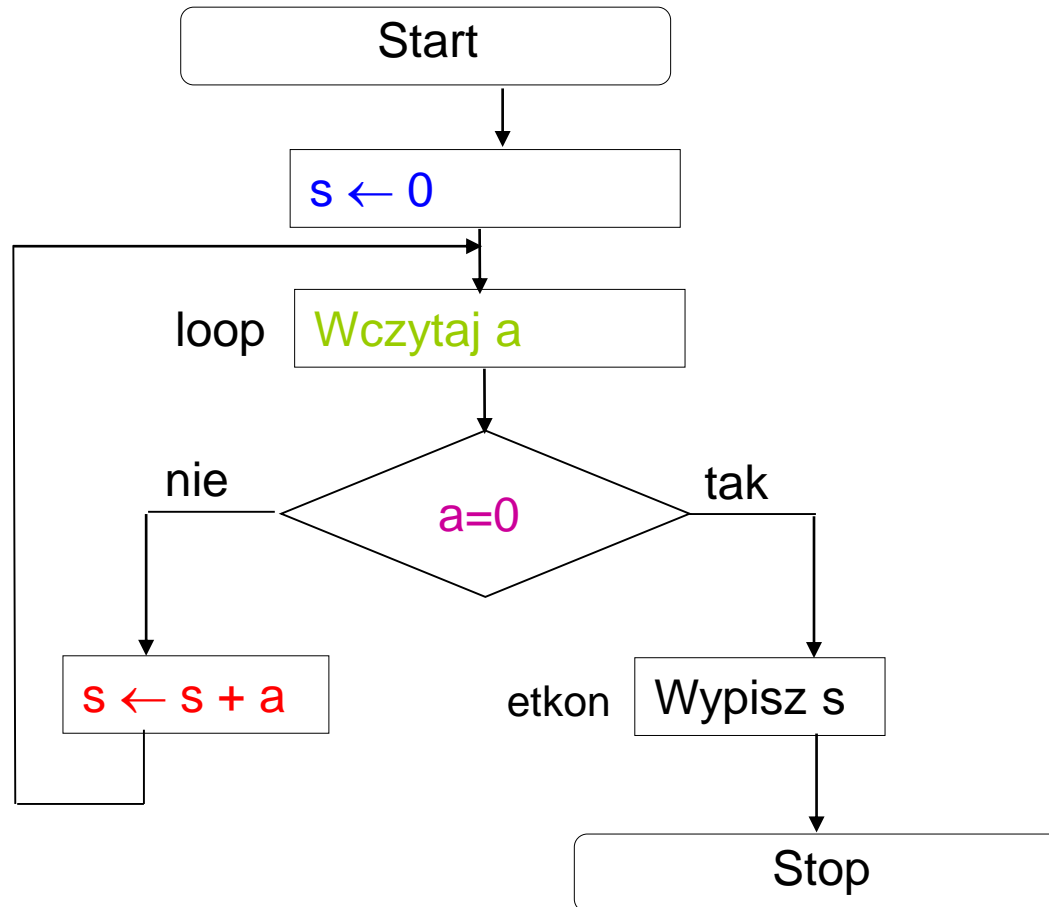 Start
s ← 0
loop
Wczytaj a
nie
a=0
tak
s ← s + a
etkon
Wypisz s
Stop